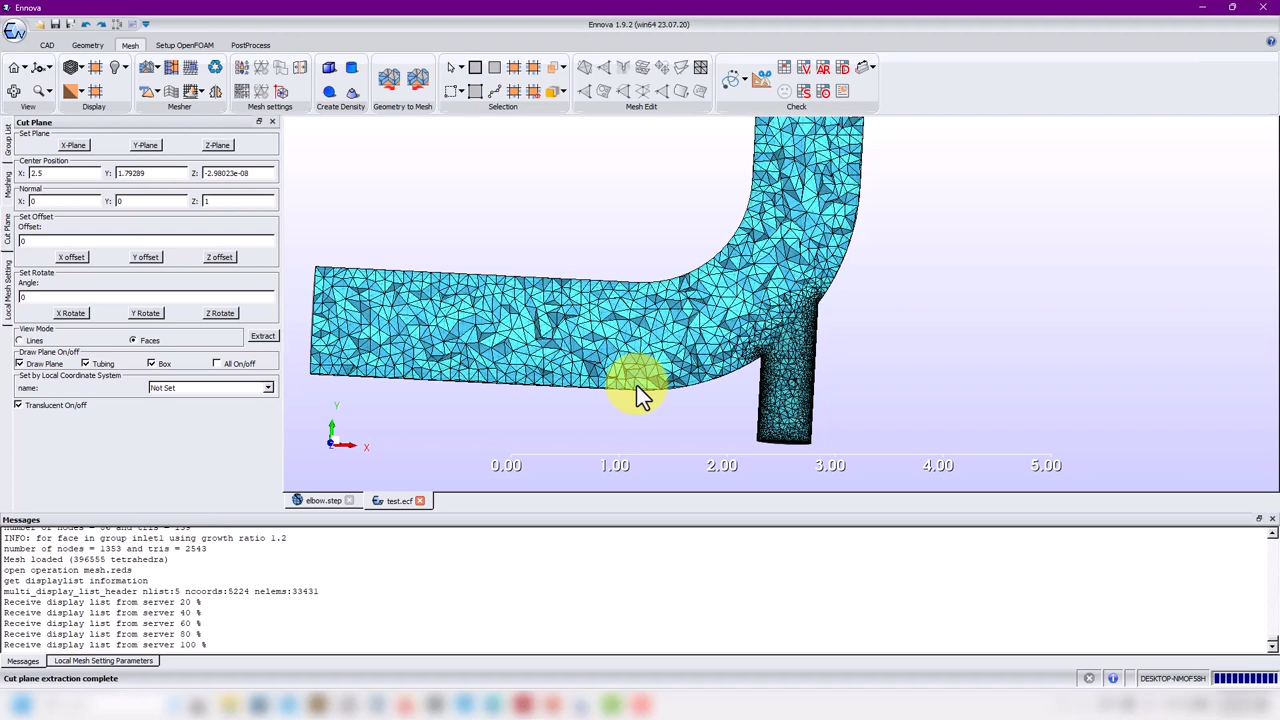 Ennova
Ennova 1.9.2 (win64 23.07.20)
CAD Geometry Mesh Setup OpenFOAM PostProcess
View Display Mesher Mesh settings Create Density Geometry to Mesh Selection Mesh Edit Check
Cut Plane
Set Plane
X-Plane Y-Plane Z-Plane
Center Position
X: 2.5 Y: 1.79289 Z: -2.98023e-08
Normal
X: 0 Y: 0 Z: 1
Set Offset
Offset:
0
X offset Y offset Z offset
Set Rotate
Angle:
0
X Rotate Y Rotate Z Rotate
View Mode
Lines Faces Extract
Draw Plane On/off
Draw Plane Tubing Box All On/off
Set by Local Coordinate System
name: Not Set
Translucent On/off
Group List
Meshing
Cut Plane
Local Mesh Setting
Y
Z X
0.00 1.00 2.00 3.00 4.00 5.00
elbow.step test.ecf
Messages
INFO: for face in group inlet1 using growth ratio 1.2
number of nodes = 1353 and tris = 2543
Mesh loaded (396555 tetrahedra)
open operation mesh.reds
get displaylist information
multi_display_list_header nlist:5 ncoords:5224 nelems:33431
Receive display list from server 20 %
Receive display list from server 40 %
Receive display list from server 60 %
Receive display list from server 80 %
Receive display list from server 100 %
Messages Local Mesh Setting Parameters
Cut plane extraction complete DESKTOP-NMOF58H